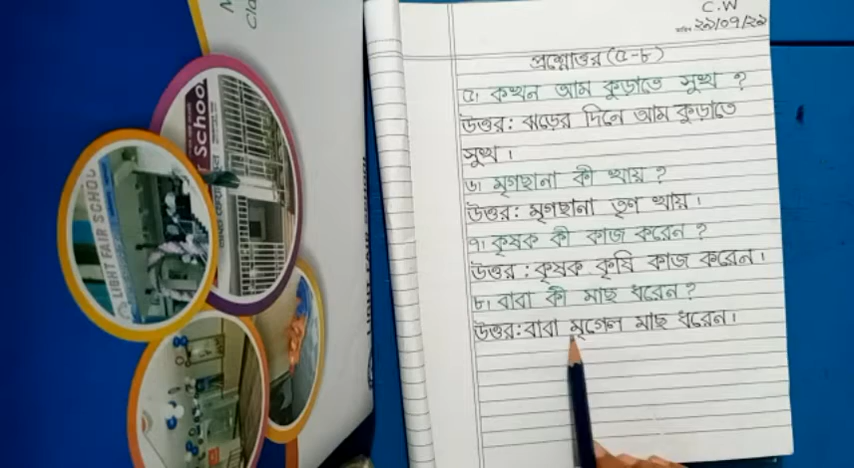 C.W
২৯/০৭/২৯
প্রশ্নোত্তর (৫-৮)
৫। কখন আম কুড়াতে সুখ ?
উত্তর: ঝড়ের দিনে আম কুড়াতে
সুখ ।
৬। মৃগছানা কী খায় ?
উত্তর: মৃগছানা তৃণ খায় ।
৭। কৃষক কী কাজ করেন ?
উত্তর : কৃষক কৃষি কাজ করেন ।
৮। বাবা কী মাছ ধরেন ?
উত্তর: বাবা মৃগেল মাছ ধরেন ।
School
LIGHT FAIR SCHOOL